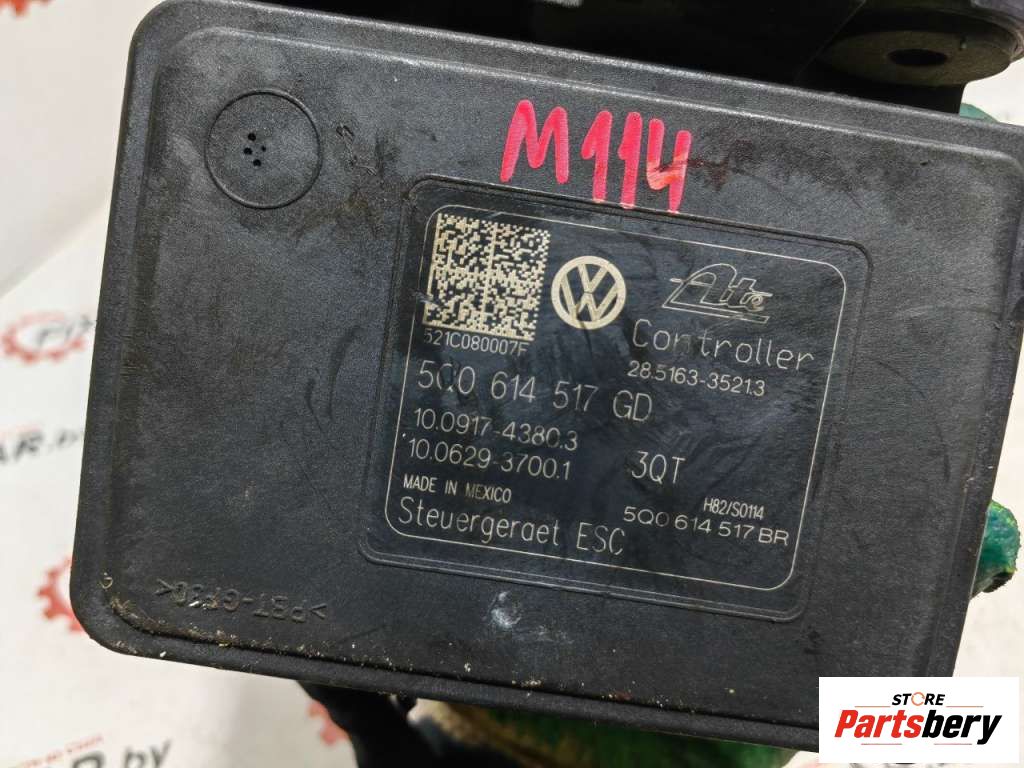 M114
Ate
521C080007F
Controller
28.5163-3521.3
5Q0 614 517 GD
10.0917-4380.3
10.0629-3700.1
3QT
MADE IN MEXICO
H82/S0114
5Q0 614 517 BR
Steuergeraet ESC
>PBT-GF30<
STORE
Partsbery